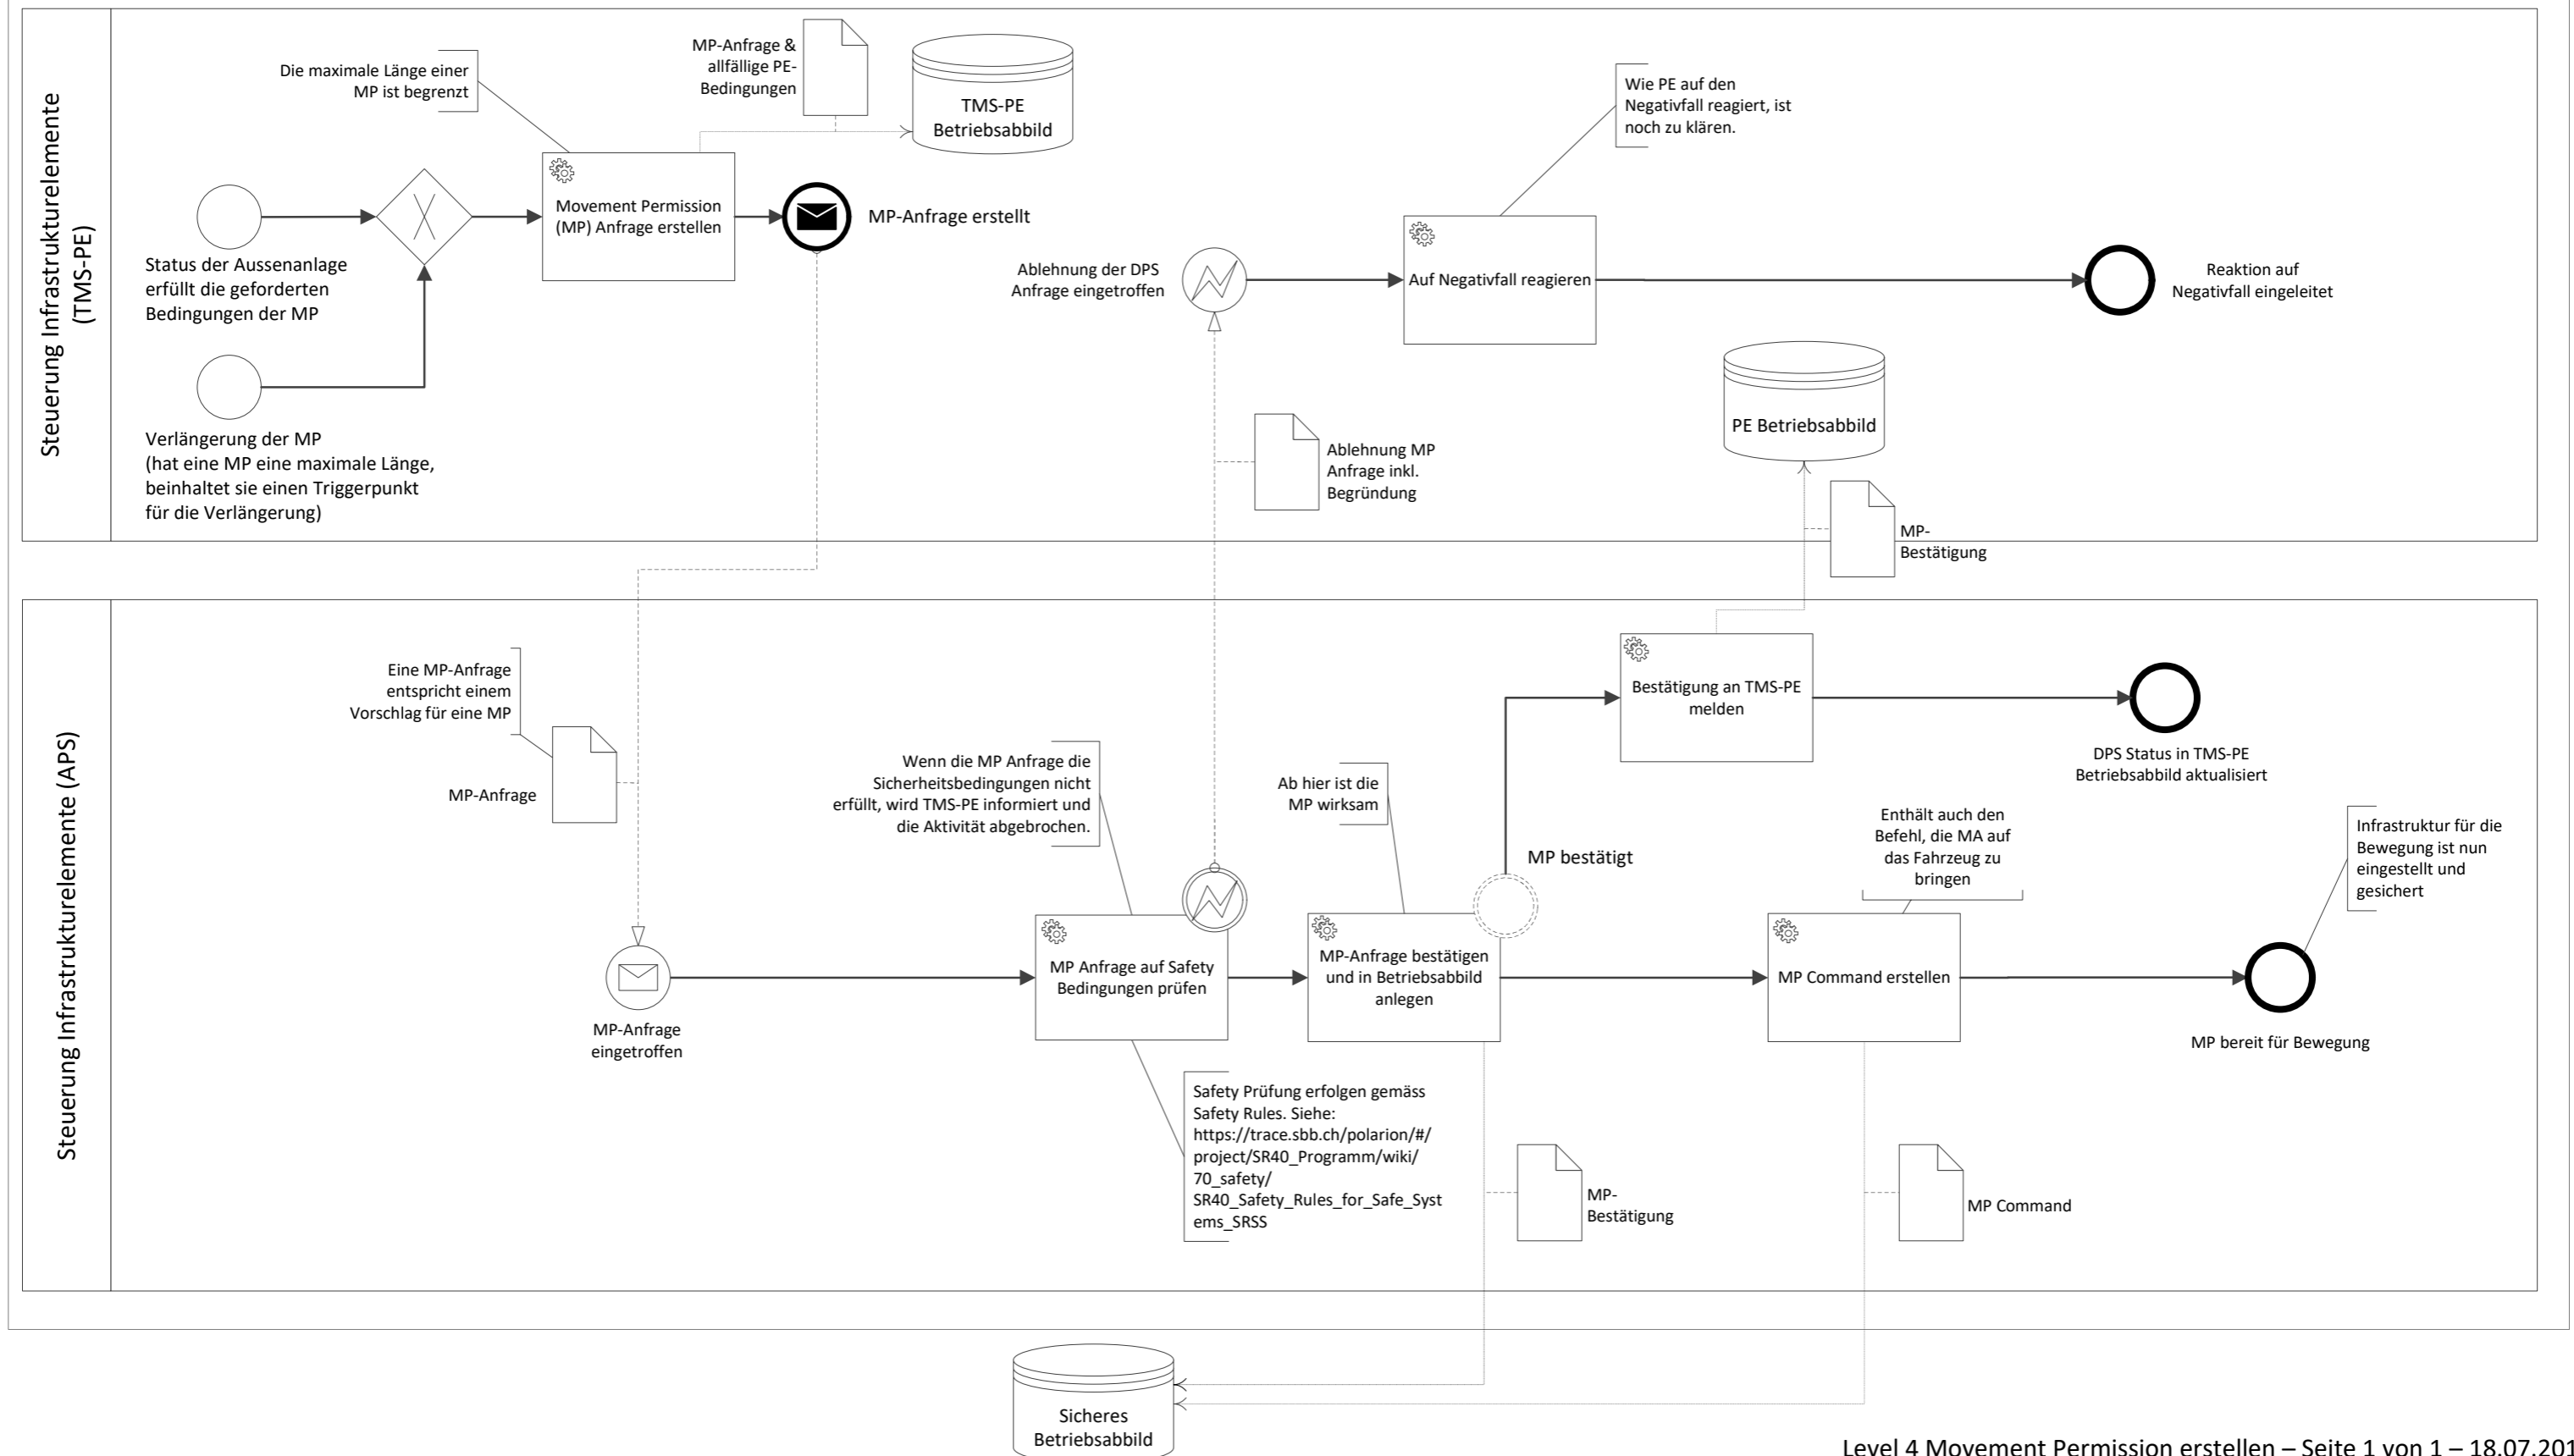 Steuerung Infrastrukturelemente
(TMS-PE)
Die maximale Länge einer
MP ist begrenzt
MP-Anfrage &
allfällige PE-
Bedingungen
TMS-PE
Betriebsabbild
Wie PE auf den
Negativfall reagiert, ist
noch zu klären.
Movement Permission
(MP) Anfrage erstellen
MP-Anfrage erstellt
Status der Aussenanlage
erfüllt die geforderten
Bedingungen der MP
Ablehnung der DPS
Anfrage eingetroffen
Auf Negativfall reagieren
Reaktion auf
Negativfall eingeleitet
Verlängerung der MP
(hat eine MP eine maximale Länge,
beinhaltet sie einen Triggerpunkt
für die Verlängerung)
Ablehnung MP
Anfrage inkl.
Begründung
PE Betriebsabbild
MP-
Bestätigung
Steuerung Infrastrukturelemente (APS)
Eine MP-Anfrage
entspricht einem
Vorschlag für eine MP
MP-Anfrage
Wenn die MP Anfrage die
Sicherheitsbedingungen nicht
erfüllt, wird TMS-PE informiert und
die Aktivität abgebrochen.
Ab hier ist die
MP wirksam
Bestätigung an TMS-PE
melden
DPS Status in TMS-PE
Betriebsabbild aktualisiert
MP bestätigt
Enthält auch den
Befehl, die MA auf
das Fahrzeug zu
bringen
Infrastruktur für die
Bewegung ist nun
eingestellt und
gesichert
MP-Anfrage
eingetroffen
MP Anfrage auf Safety
Bedingungen prüfen
MP-Anfrage bestätigen
und in Betriebsabbild
anlegen
MP Command erstellen
MP bereit für Bewegung
Safety Prüfung erfolgen gemäss
Safety Rules. Siehe:
https://trace.sbb.ch/polarion/#/
project/SR40_Programm/wiki/
70_safety/
SR40_Safety_Rules_for_Safe_Syst
ems_SRSS
MP-
Bestätigung
MP Command
Sicheres
Betriebsabbild
Level 4 Movement Permission erstellen – Seite 1 von 1 – 18.07.201